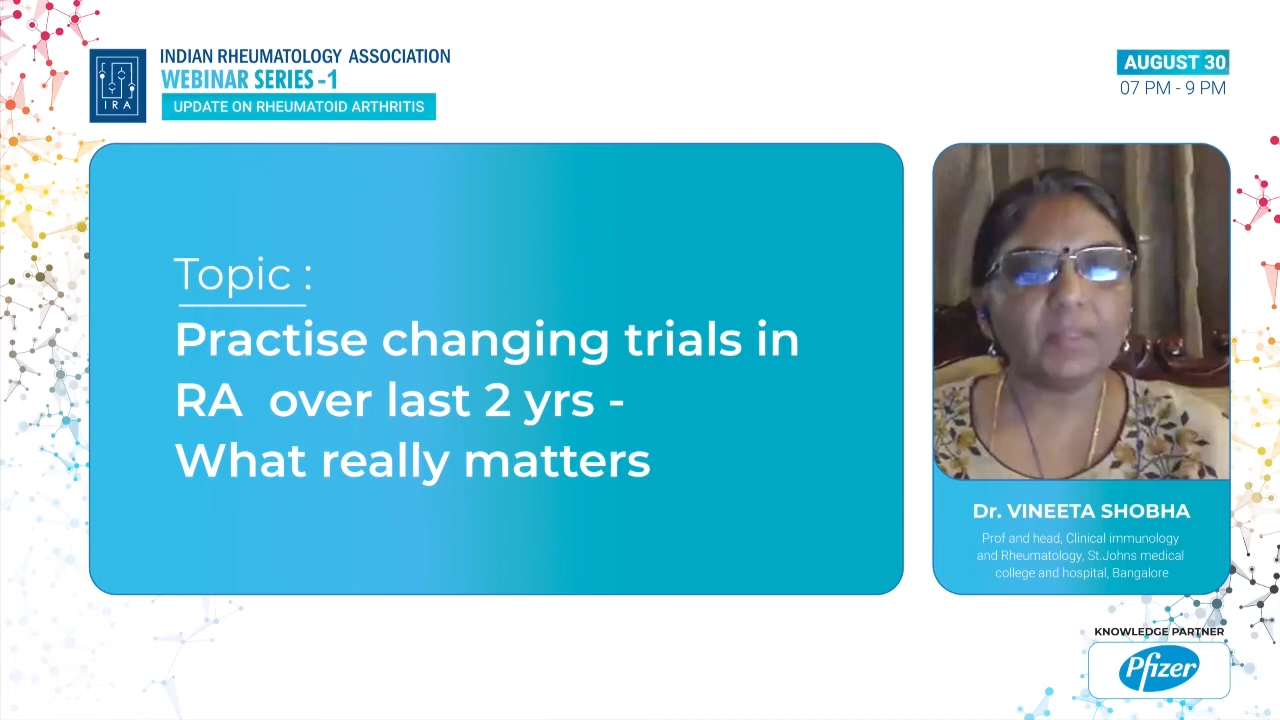 IRA
INDIAN RHEUMATOLOGY ASSOCIATION
WEBINAR SERIES -1
UPDATE ON RHEUMATOID ARTHRITIS
AUGUST 30
07 PM - 9 PM
Topic :
Practise changing trials in
RA over last 2 yrs -
What really matters
Dr. VINEETA SHOBHA
Prof and head, Clinical immunology
and Rheumatology, St.Johns medical
college and hospital, Bangalore
KNOWLEDGE PARTNER
Pfizer